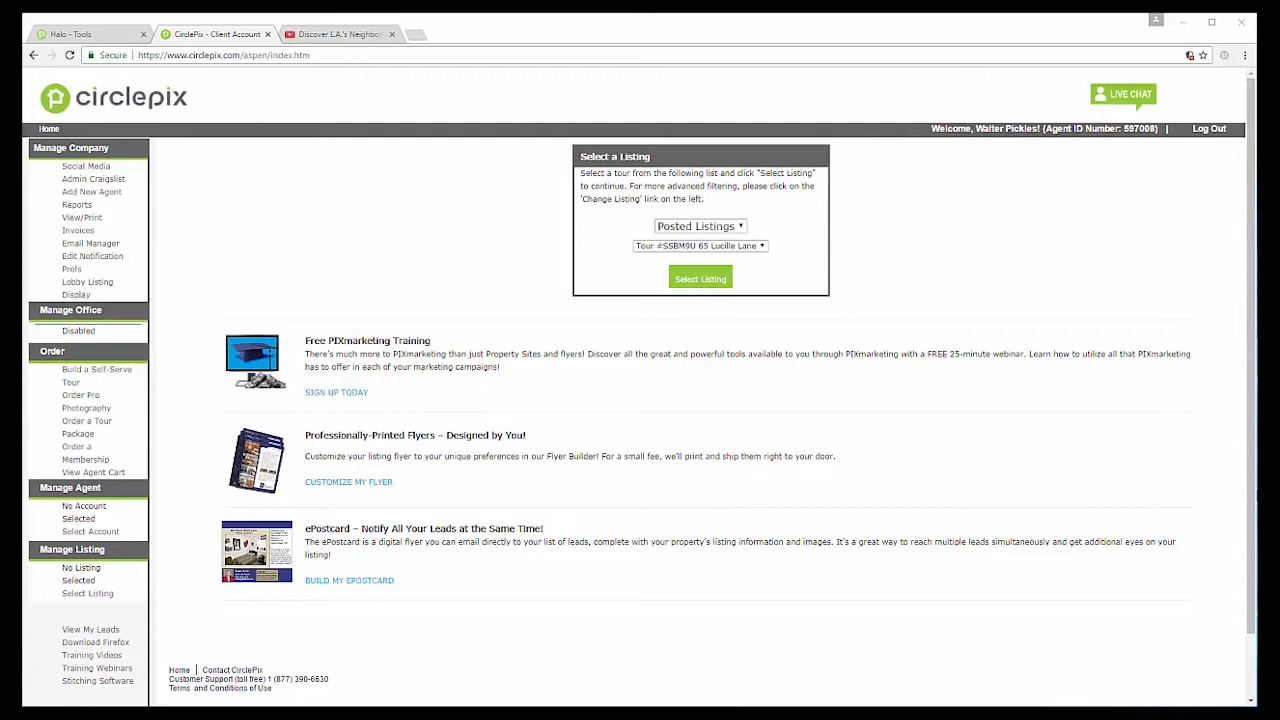 Halo - Tools
CirclePix - Client Account
Discover L.A.'s Neighbor
Secure | https://www.circlepix.com/aspen/index.htm
circlepix
LIVE CHAT
Home
Welcome, Walter Pickles! (Agent ID Number: 597008) | Log Out
Manage Company
Social Media
Admin Craigslist
Add New Agent
Reports
View/Print
Invoices
Email Manager
Edit Notification
Prefs
Lobby Listing
Display
Manage Office
Disabled
Order
Build a Self-Serve
Tour
Order Pro
Photography
Order a Tour
Package
Order a
Membership
View Agent Cart
Manage Agent
No Account
Selected
Select Account
Manage Listing
No Listing
Selected
Select Listing
View My Leads
Download Firefox
Training Videos
Training Webinars
Stitching Software
Select a Listing
Select a tour from the following list and click "Select Listing"
to continue. For more advanced filtering, please click on the
'Change Listing' link on the left.
Posted Listings
Tour #SSBM9U 65 Lucille Lane
Select Listing
Free PIXmarketing Training
There's much more to PIXmarketing than just Property Sites and flyers! Discover all the great and powerful tools available to you through PIXmarketing with a FREE 25-minute webinar. Learn how to utilize all that PIXmarketing
has to offer in each of your marketing campaigns!
SIGN UP TODAY
Professionally-Printed Flyers – Designed by You!
Customize your listing flyer to your unique preferences in our Flyer Builder! For a small fee, we'll print and ship them right to your door.
CUSTOMIZE MY FLYER
ePostcard – Notify All Your Leads at the Same Time!
The ePostcard is a digital flyer you can email directly to your list of leads, complete with your property's listing information and images. It's a great way to reach multiple leads simultaneously and get additional eyes on your
listing!
BUILD MY EPOSTCARD
Home | Contact CirclePix
Customer Support (toll free) 1 (877) 390-6630
Terms and Conditions of Use